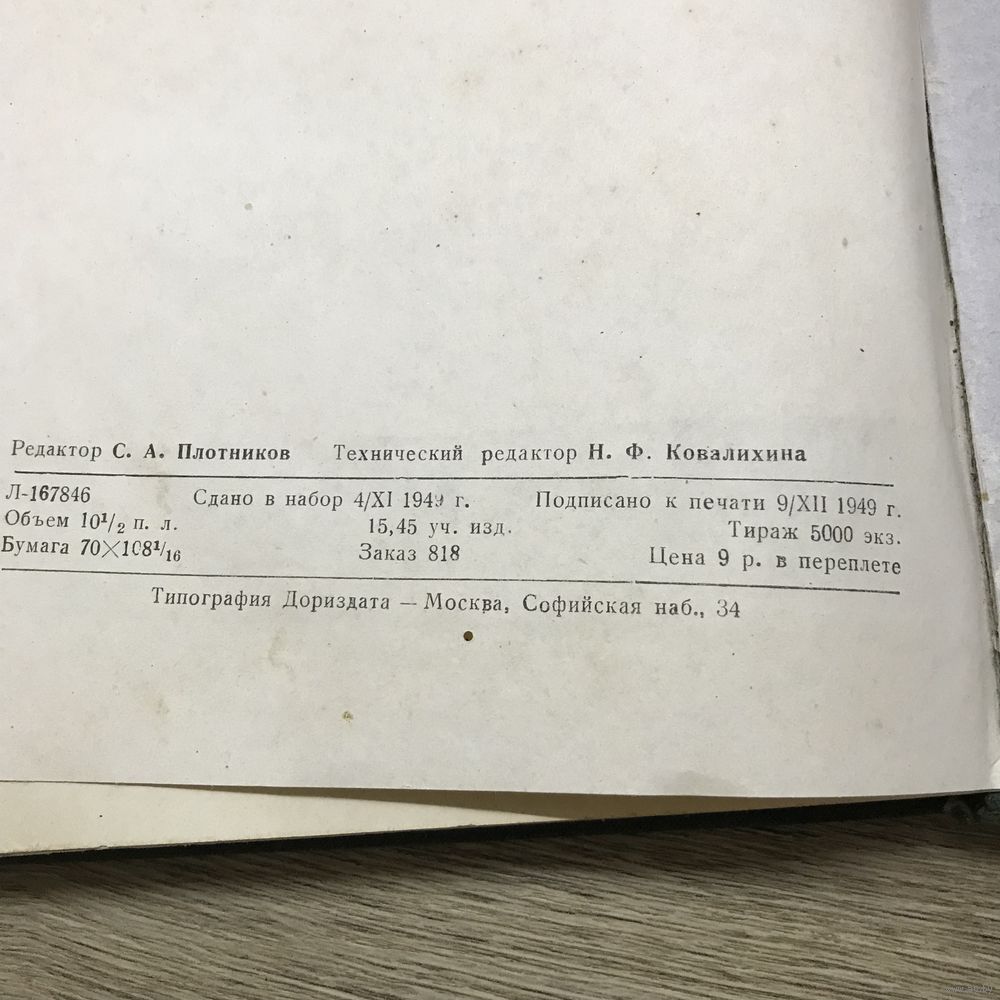 Редактор С. А. Плотников Технический редактор Н. Ф. Ковалихина
Л-167846 Сдано в набор 4/XI 1949 г. Подписано к печати 9/XII 1949 г.
Объем 10¹/₂ п. л. 15,45 уч. изд. Тираж 5000 экз.
Бумага 70×108¹/₁₆ Заказ 818 Цена 9 р. в переплете
Типография Дориздата — Москва, Софийская наб., 34